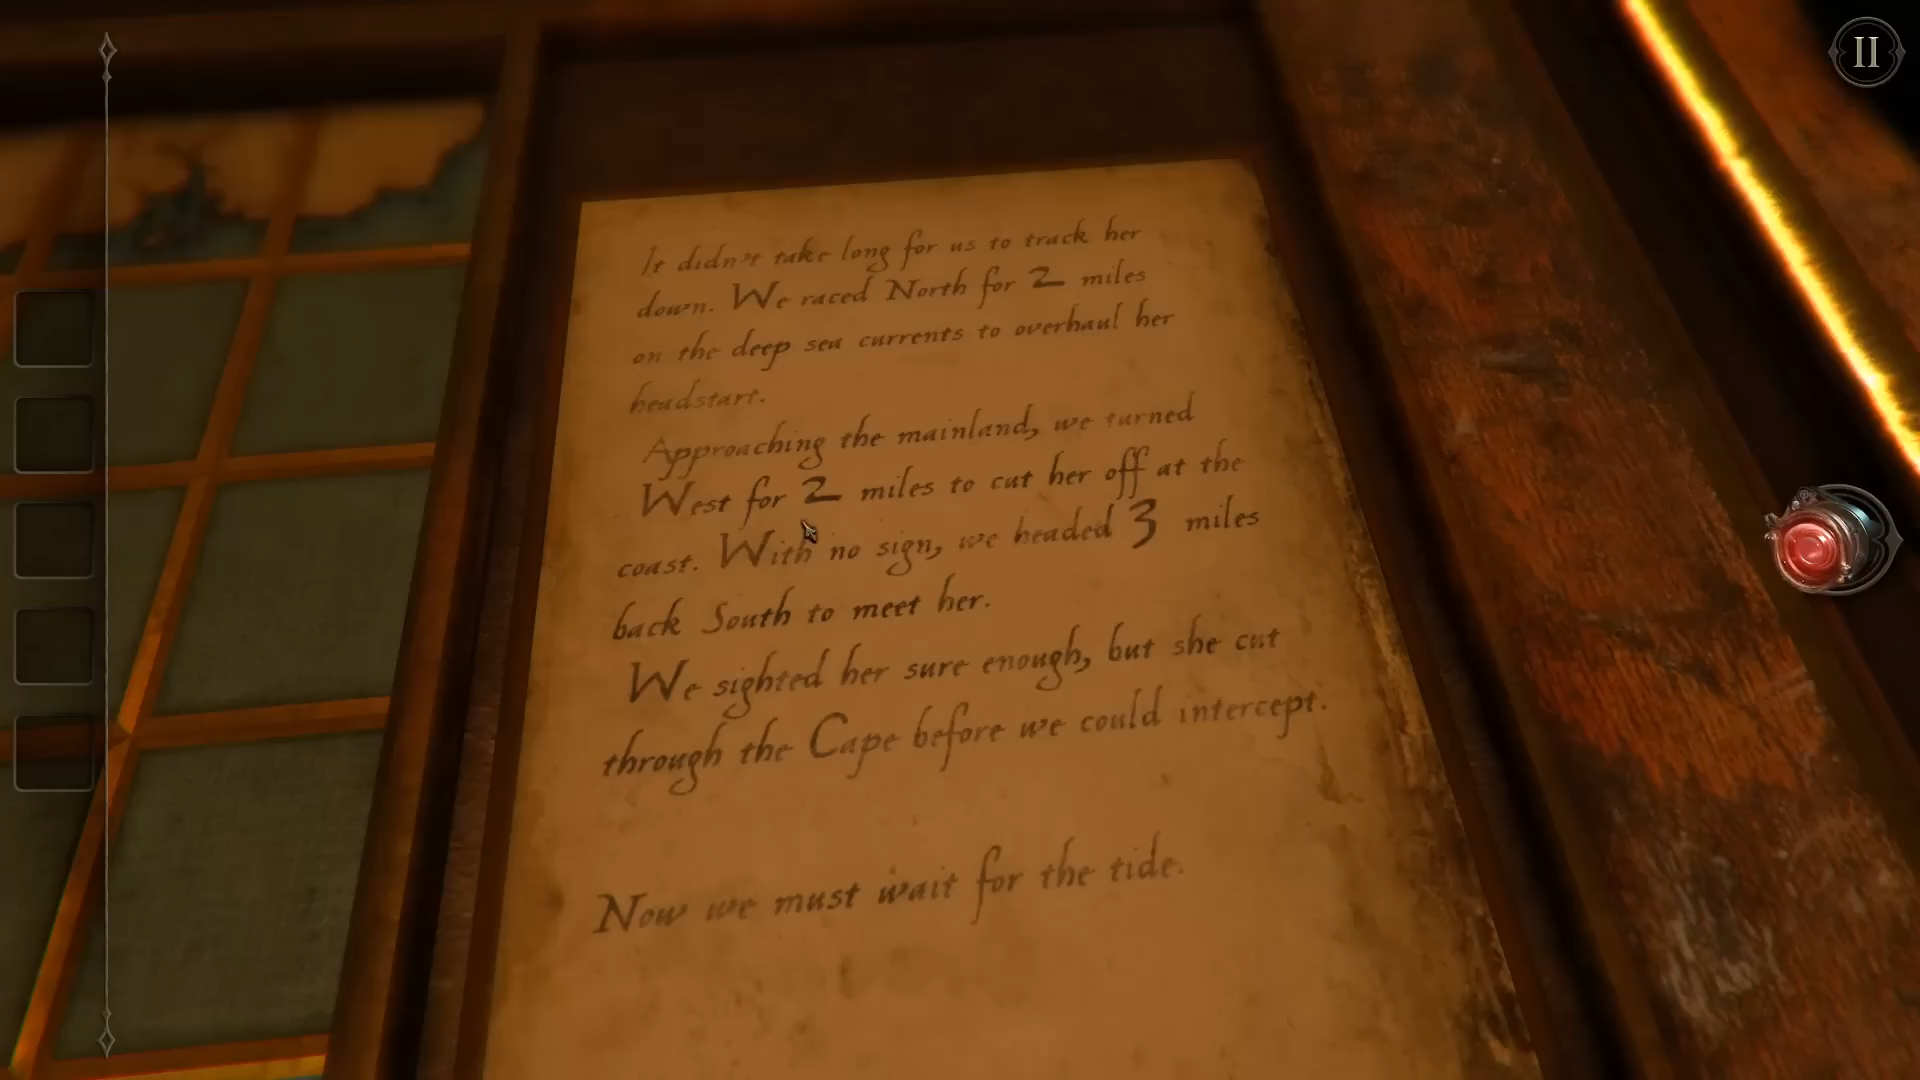 It didn't take long for us to track her
down. We raced North for 2 miles
on the deep sea currents to overhaul her
headstart.
Approaching the mainland, we turned
West for 2 miles to cut her off at the
coast. With no sign, we headed 3 miles
back South to meet her.
We sighted her sure enough, but she cut
through the Cape before we could intercept.
Now we must wait for the tide.